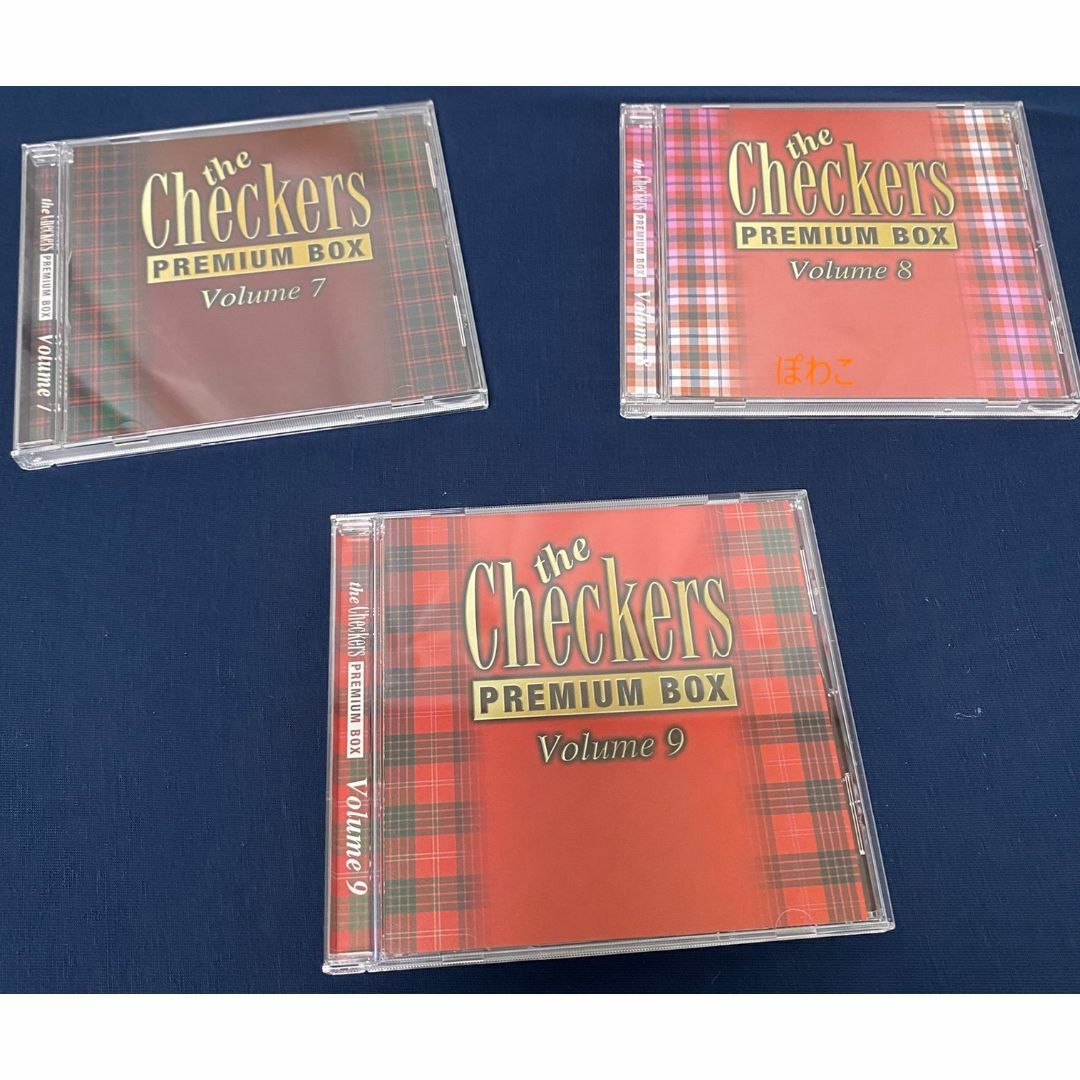 the
Checkers
PREMIUM BOX
Volume 7
the Checkers PREMIUM BOX Volume 7
the
Checkers
PREMIUM BOX
Volume 8
the Checkers PREMIUM BOX Volume 8
ぽわこ
the
Checkers
PREMIUM BOX
Volume 9
the Checkers PREMIUM BOX Volume 9